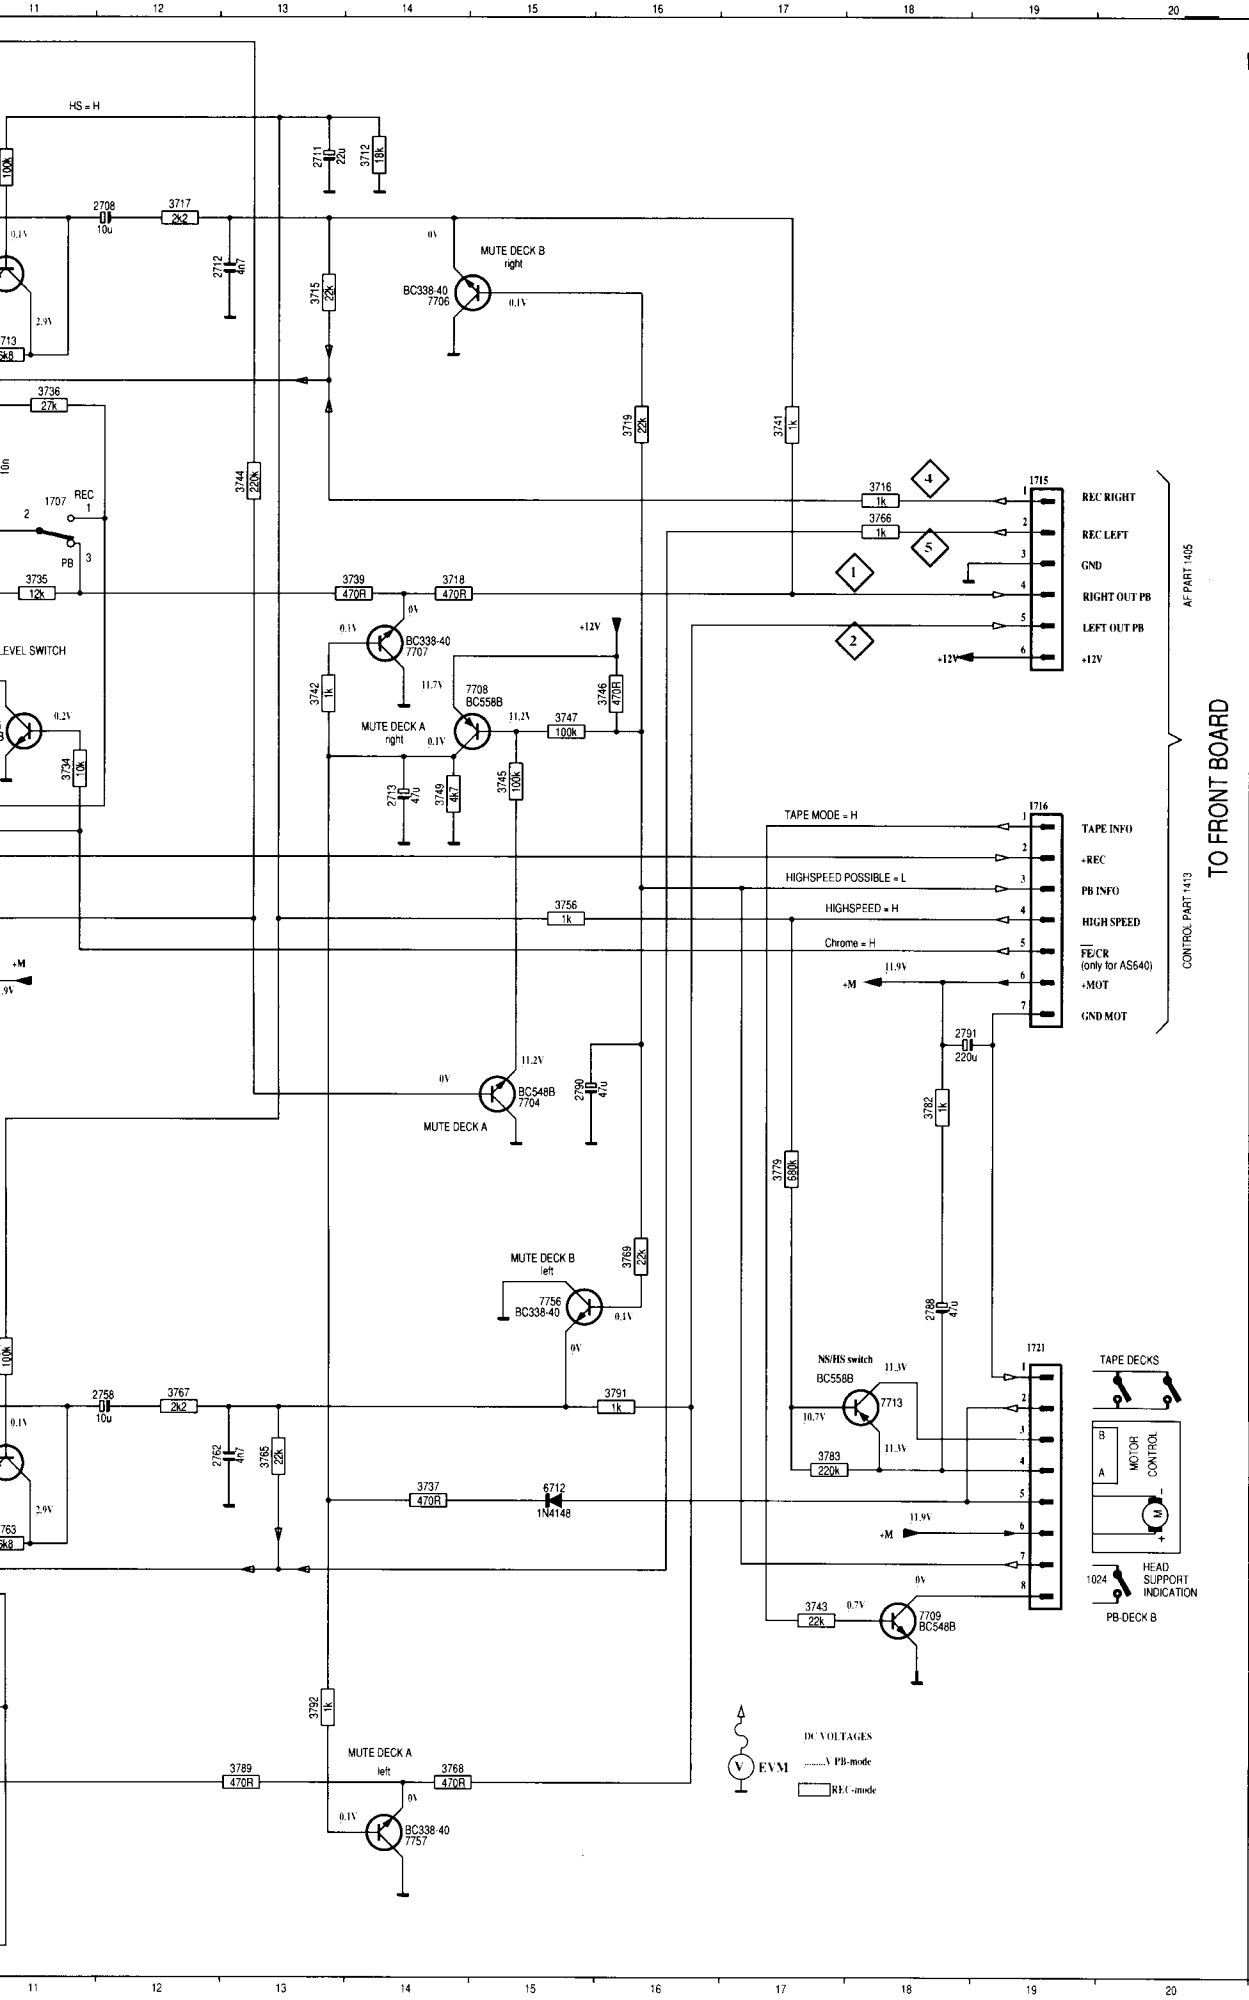 11 12 13 14 15 16 17 18 19 20
HS = H
100k
2711
22u
3712
18k
2708
10u
3717
2k2
0.1V
2712
4n7
3715
22k
0V
MUTE DECK B
right
BC338-40
7706
0.1V
2.9V
3736
27k
3719
22k
3741
1k
10n
3744
220k
1707
REC
1
2
PB
3
3716
1k
4
1715
1
REC RIGHT
3766
1k
5
2
REC LEFT
3
GND
3735
12k
3739
470R
3718
470R
1
4
RIGHT OUT PB
2
5
LEFT OUT PB
6
+12V
+12V
AF PART 1405
0.1V
0V
BC338-40
7707
+12V
LEVEL SWITCH
3742
1k
11.7V
7708
BC558B
3746
470R
0.2V
MUTE DECK A
right
0.1V
11.2V
3747
100k
3734
10k
2713
47u
3749
4k7
3745
100k
TO FRONT BOARD
1716
TAPE MODE = H
1
TAPE INFO
2
+REC
HIGHSPEED POSSIBLE = L
3
PB INFO
3756
1k
HIGHSPEED = H
4
HIGH SPEED
Chrome = H
5
FE/CR
(only for AS640)
CONTROL PART 1413
+M
11.9V
+M
6
+MOT
7
GND MOT
2791
220u
11.2V
0V
BC548B
7704
MUTE DECK A
2790
47u
3782
1k
3779
680k
MUTE DECK B
left
7756
BC338-40
0.1V
0V
3769
22k
2788
47u
100k
NS/HS switch
BC558B
11.3V
7713
10.7V
11.3V
1721
1
2
3
4
5
6
7
8
TAPE DECKS
2758
10u
3767
2k2
3791
1k
0.1V
2762
4n7
3765
22k
3783
220k
B
A
MOTOR
CONTROL
M
-
+
2.9V
3737
470R
6712
1N4148
+M
11.9V
1024
HEAD
SUPPORT
INDICATION
PB-DECK B
0V
3743
22k
0.7V
7709
BC548B
3792
1k
V
EVM
DC VOLTAGES
........V PB-mode
REC-mode
MUTE DECK A
left
3789
470R
3768
470R
0V
0.1V
BC338-40
7757
11 12 13 14 15 16 17 18 19 20